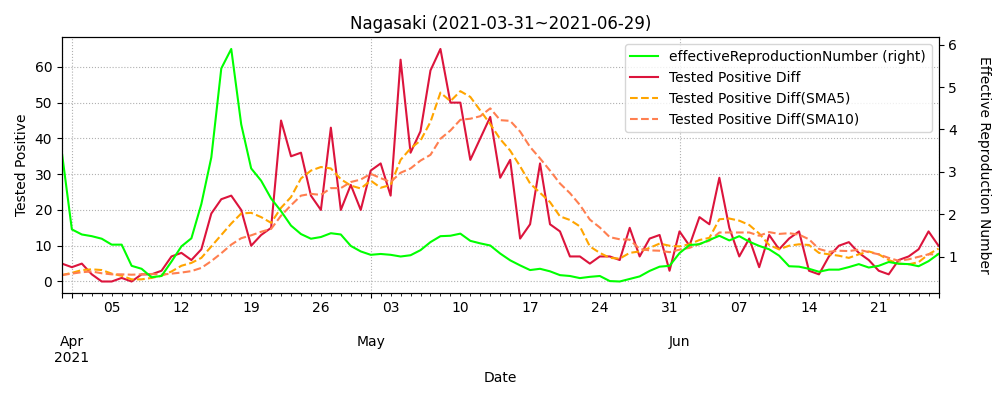 Nagasaki (2021-03-31~2021-06-29)
effectiveReproductionNumber (right)
Tested Positive Diff
Tested Positive Diff(SMA5)
Tested Positive Diff(SMA10)
Tested Positive
60
50
40
30
20
10
0
6
5
4
3
2
1
Effective Reproduction Number
05 12 19 26 03 10 17 24 31 07 14 21
Apr May Jun
2021
Date